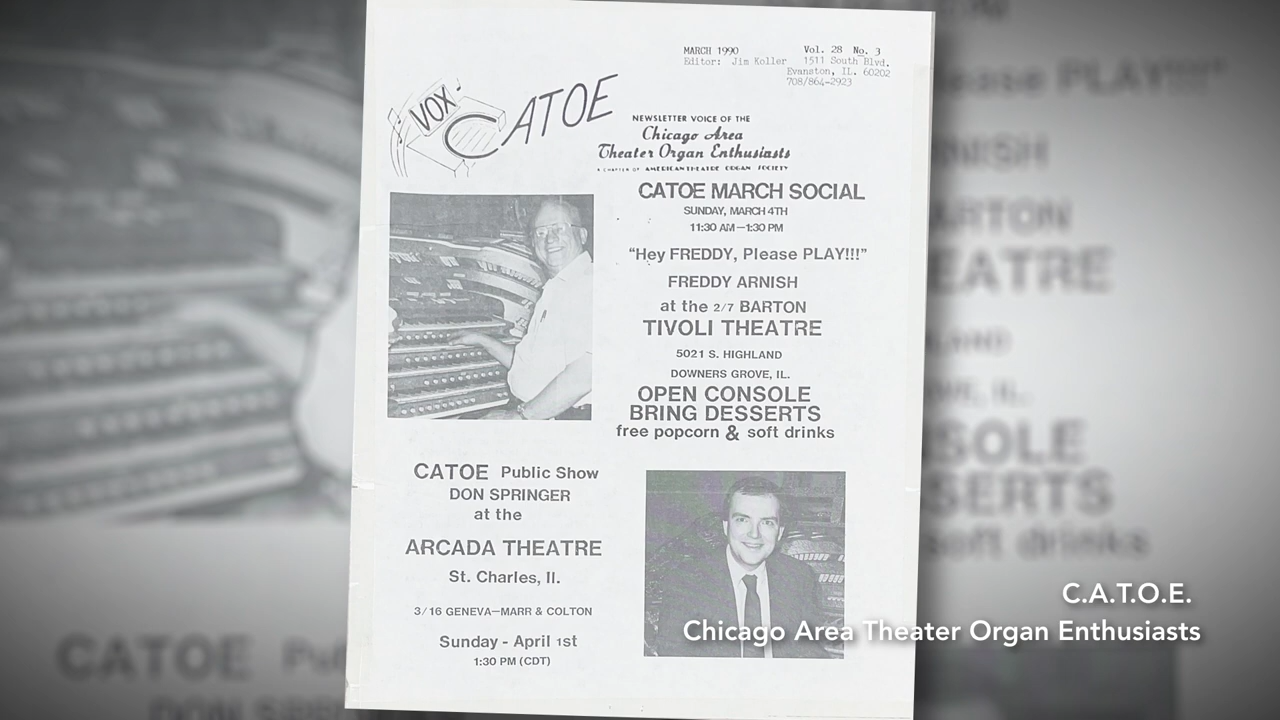 MARCH 1990 Vol. 28 No. 3
Editor: Jim Koller 1511 South Blvd.
Evanston, IL. 60202
708/864-2923
VOX CATOE
NEWSLETTER VOICE OF THE
Chicago Area
Theater Organ Enthusiasts
A CHAPTER OF AMERICAN THEATRE ORGAN SOCIETY
CATOE MARCH SOCIAL
SUNDAY, MARCH 4TH
11:30 AM—1:30 PM
“Hey FREDDY, Please PLAY!!!”
FREDDY ARNISH
at the 2/7 BARTON
TIVOLI THEATRE
5021 S. HIGHLAND
DOWNERS GROVE, IL.
OPEN CONSOLE
BRING DESSERTS
free popcorn & soft drinks
CATOE Public Show
DON SPRINGER
at the
ARCADA THEATRE
St. Charles, Il.
3/16 GENEVA—MARR & COLTON
Sunday - April 1st
1:30 PM (CDT)
C.A.T.O.E.
Chicago Area Theater Organ Enthusiasts